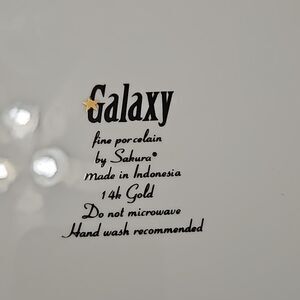 Galaxy
fine porcelain
by Sakura®
made in Indonesia
14k Gold
Do not microwave
Hand wash recommended